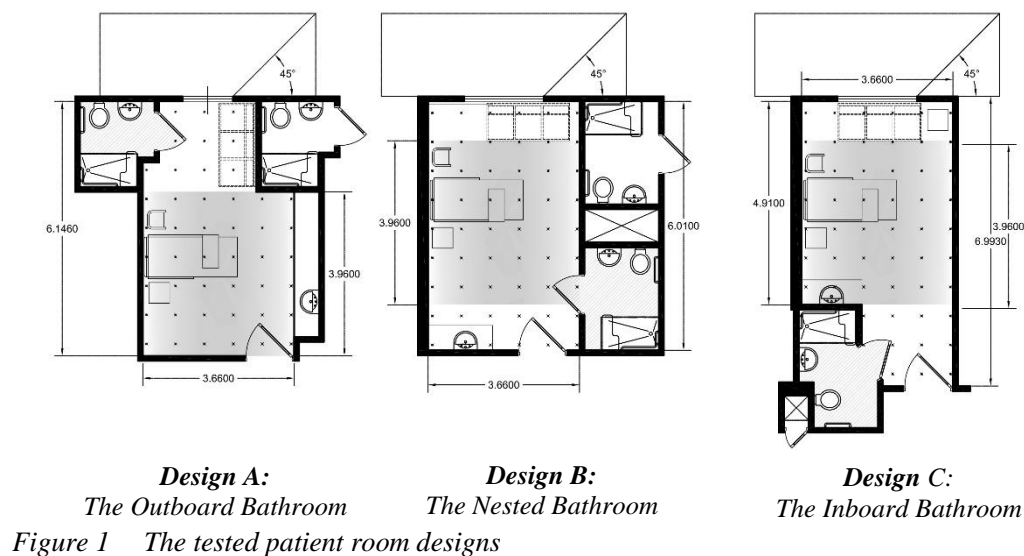 45°
6.1460
3.9600
3.6600
45°
3.9600
6.0100
3.6600
45°
3.6600
4.9100
3.9600
6.9930
Design A:
The Outboard Bathroom
Design B:
The Nested Bathroom
Design C:
The Inboard Bathroom
Figure 1 The tested patient room designs